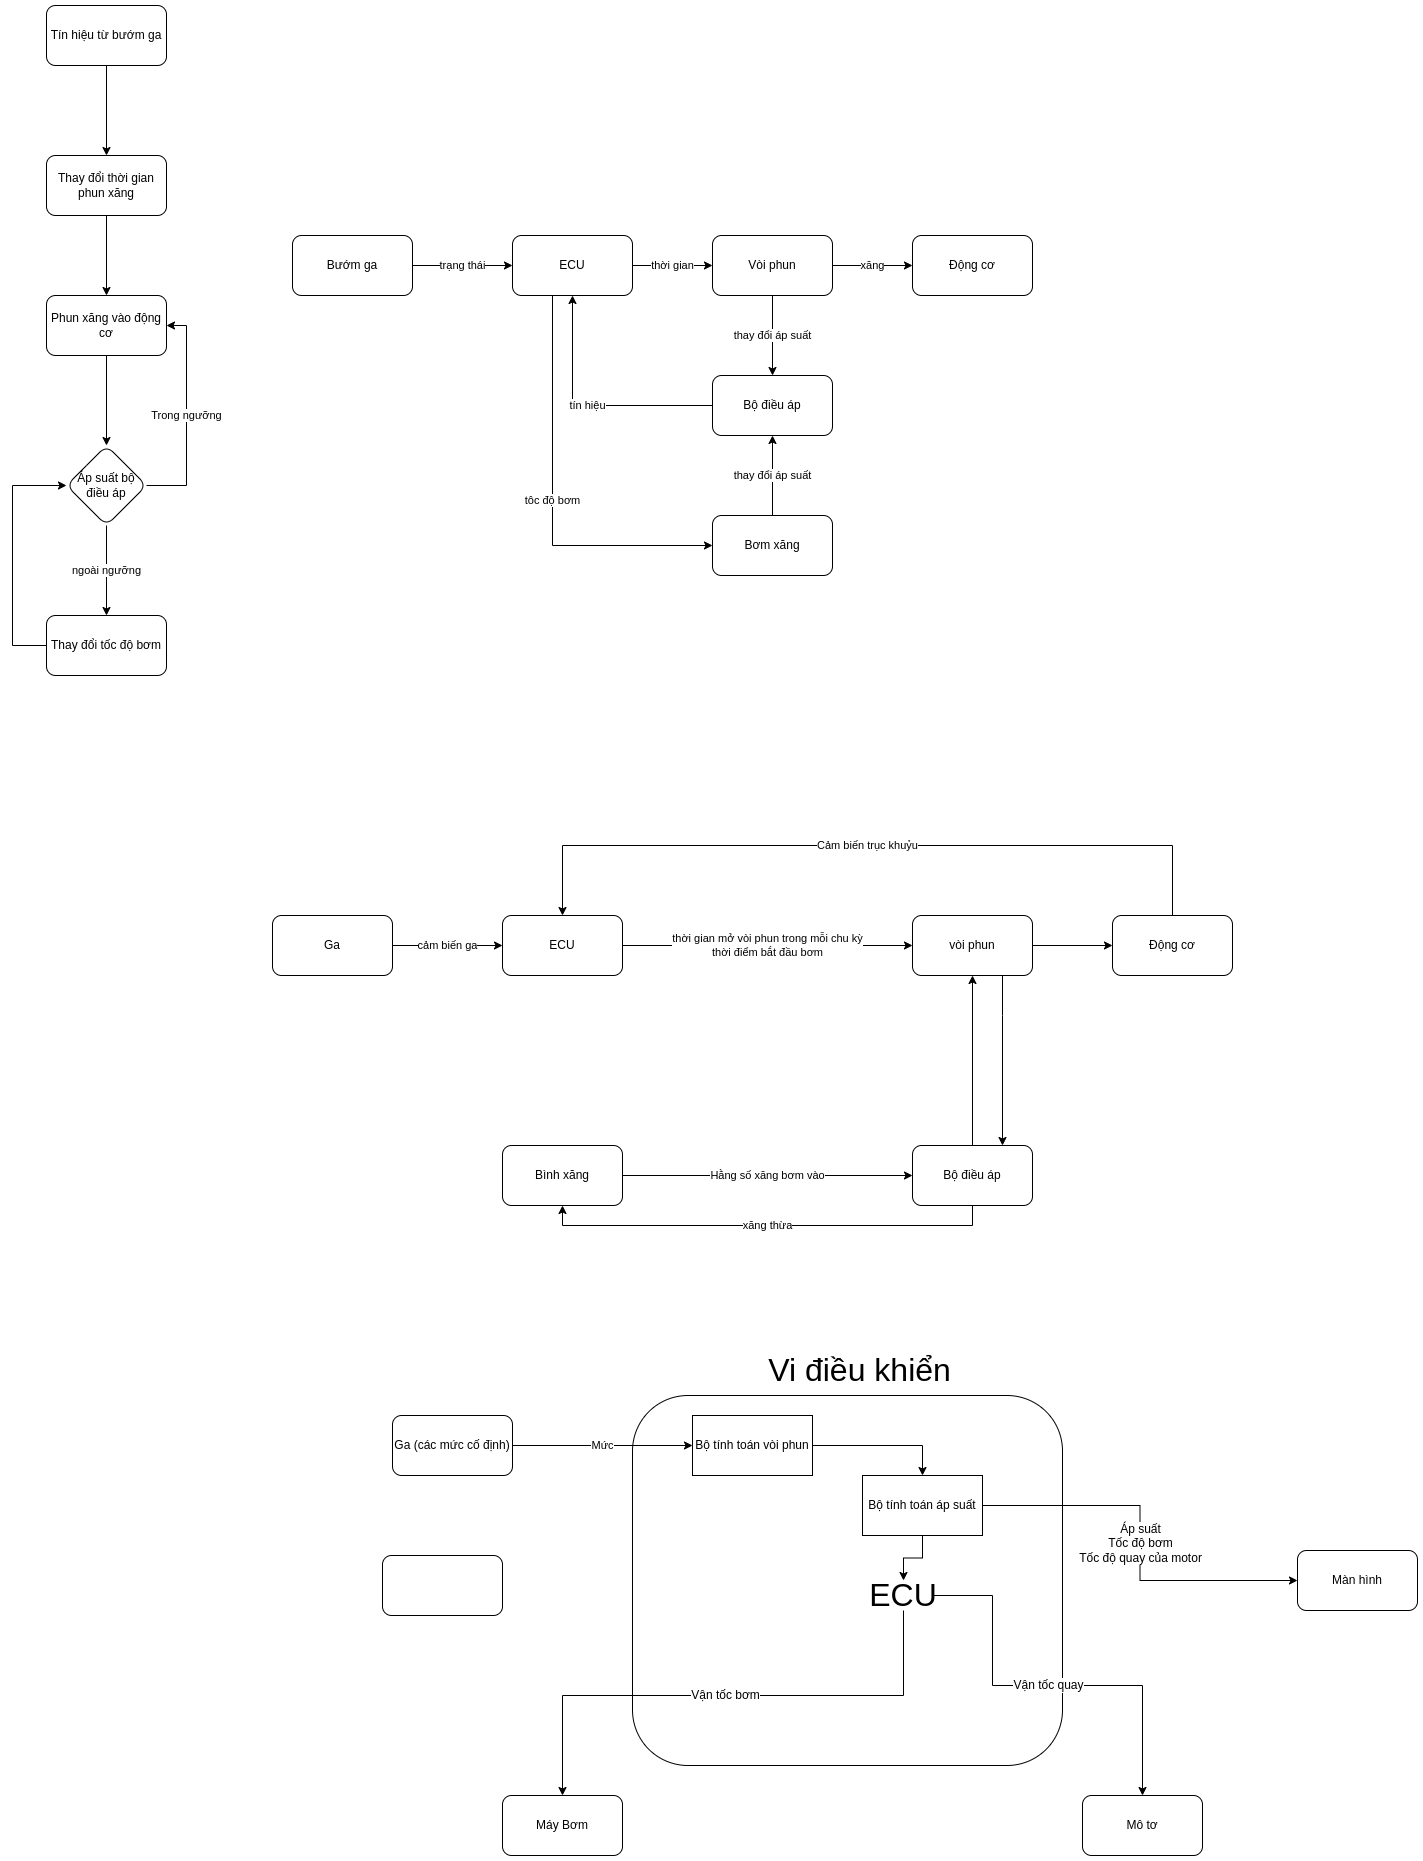 Tín hiệu từ bướm ga
Thay đổi thời gian
phun xăng
Phun xăng vào động
cơ
Trong ngưỡng
Áp suất bộ
điều áp
ngoài ngưỡng
Thay đổi tốc độ bơm
Bướm ga
trạng thái
ECU
thời gian
Vòi phun
xăng
Động cơ
thay đổi áp suất
tín hiệu
Bộ điều áp
thay đổi áp suất
tôc độ bơm
Bơm xăng
Cảm biến trục khuỷu
Ga
cảm biến ga
ECU
thời gian mở vòi phun trong mỗi chu kỳ
thời điểm bắt đầu bơm
vòi phun
Động cơ
Bình xăng
Hằng số xăng bơm vào
Bộ điều áp
xăng thừa
Vi điều khiển
Ga (các mức cố định)
Mức
Bộ tính toán vòi phun
Bộ tính toán áp suất
Áp suất
Tốc độ bơm
Tốc độ quay của motor
Màn hình
ECU
Vận tốc bơm
Vận tốc quay
Máy Bơm
Mô tơ